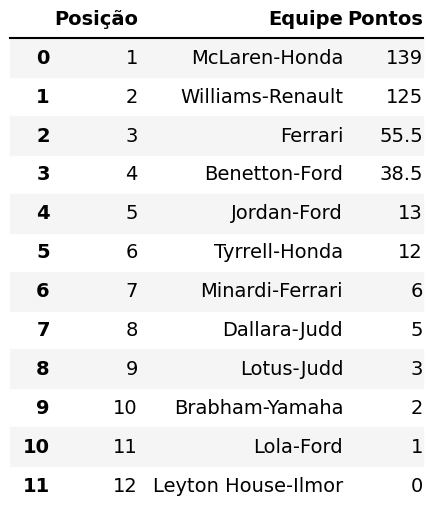 Posição Equipe Pontos
0 1 McLaren-Honda 139
1 2 Williams-Renault 125
2 3 Ferrari 55.5
3 4 Benetton-Ford 38.5
4 5 Jordan-Ford 13
5 6 Tyrrell-Honda 12
6 7 Minardi-Ferrari 6
7 8 Dallara-Judd 5
8 9 Lotus-Judd 3
9 10 Brabham-Yamaha 2
10 11 Lola-Ford 1
11 12 Leyton House-Ilmor 0